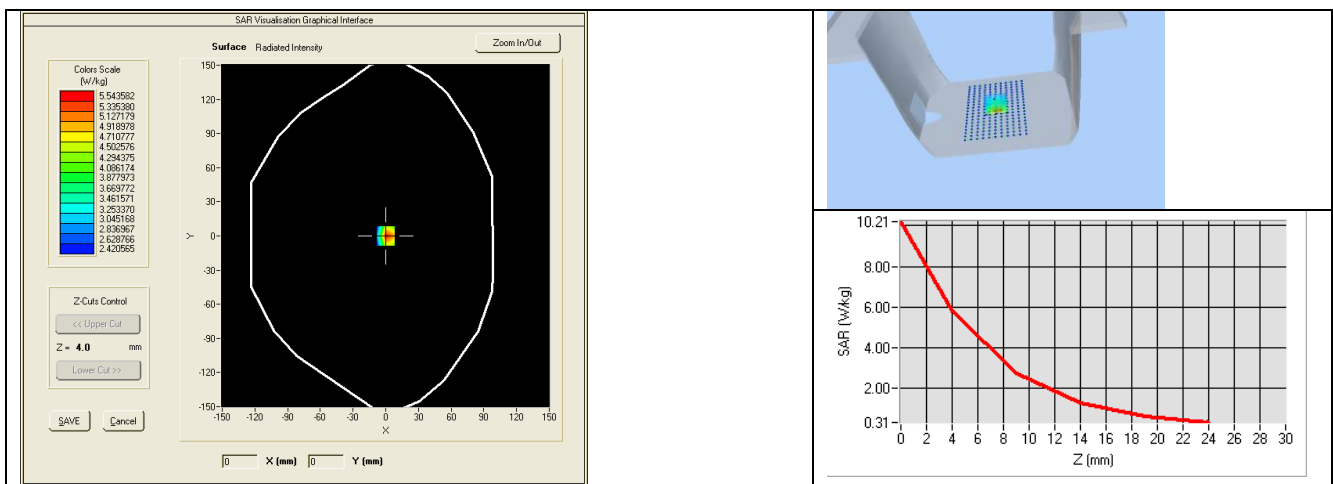 SAR Visualisation Graphical Interface
Surface Radiated Intensity
Zoom In/Out
Colors Scale
(W/kg)
5.543582
5.335380
5.127179
4.918978
4.710777
4.502576
4.294375
4.086174
3.877973
3.669772
3.461571
3.253370
3.045168
2.836967
2.628766
2.420565
Z-Cuts Control
<< Upper Cut
Z = 4.0 mm
Lower Cut >>
SAVE Cancel
150-
120-
90-
60-
30-
0-
-30-
-60-
-90-
-120-
-150-
Y
-150 -120 -90 -60 -30 0 30 60 90 120 150
X
0 X (mm) 0 Y (mm)
10.21-
8.00-
6.00-
4.00-
2.00-
0.31-
SAR (W/kg)
0 2 4 6 8 10 12 14 16 18 20 22 24 26 28 30
Z (mm)